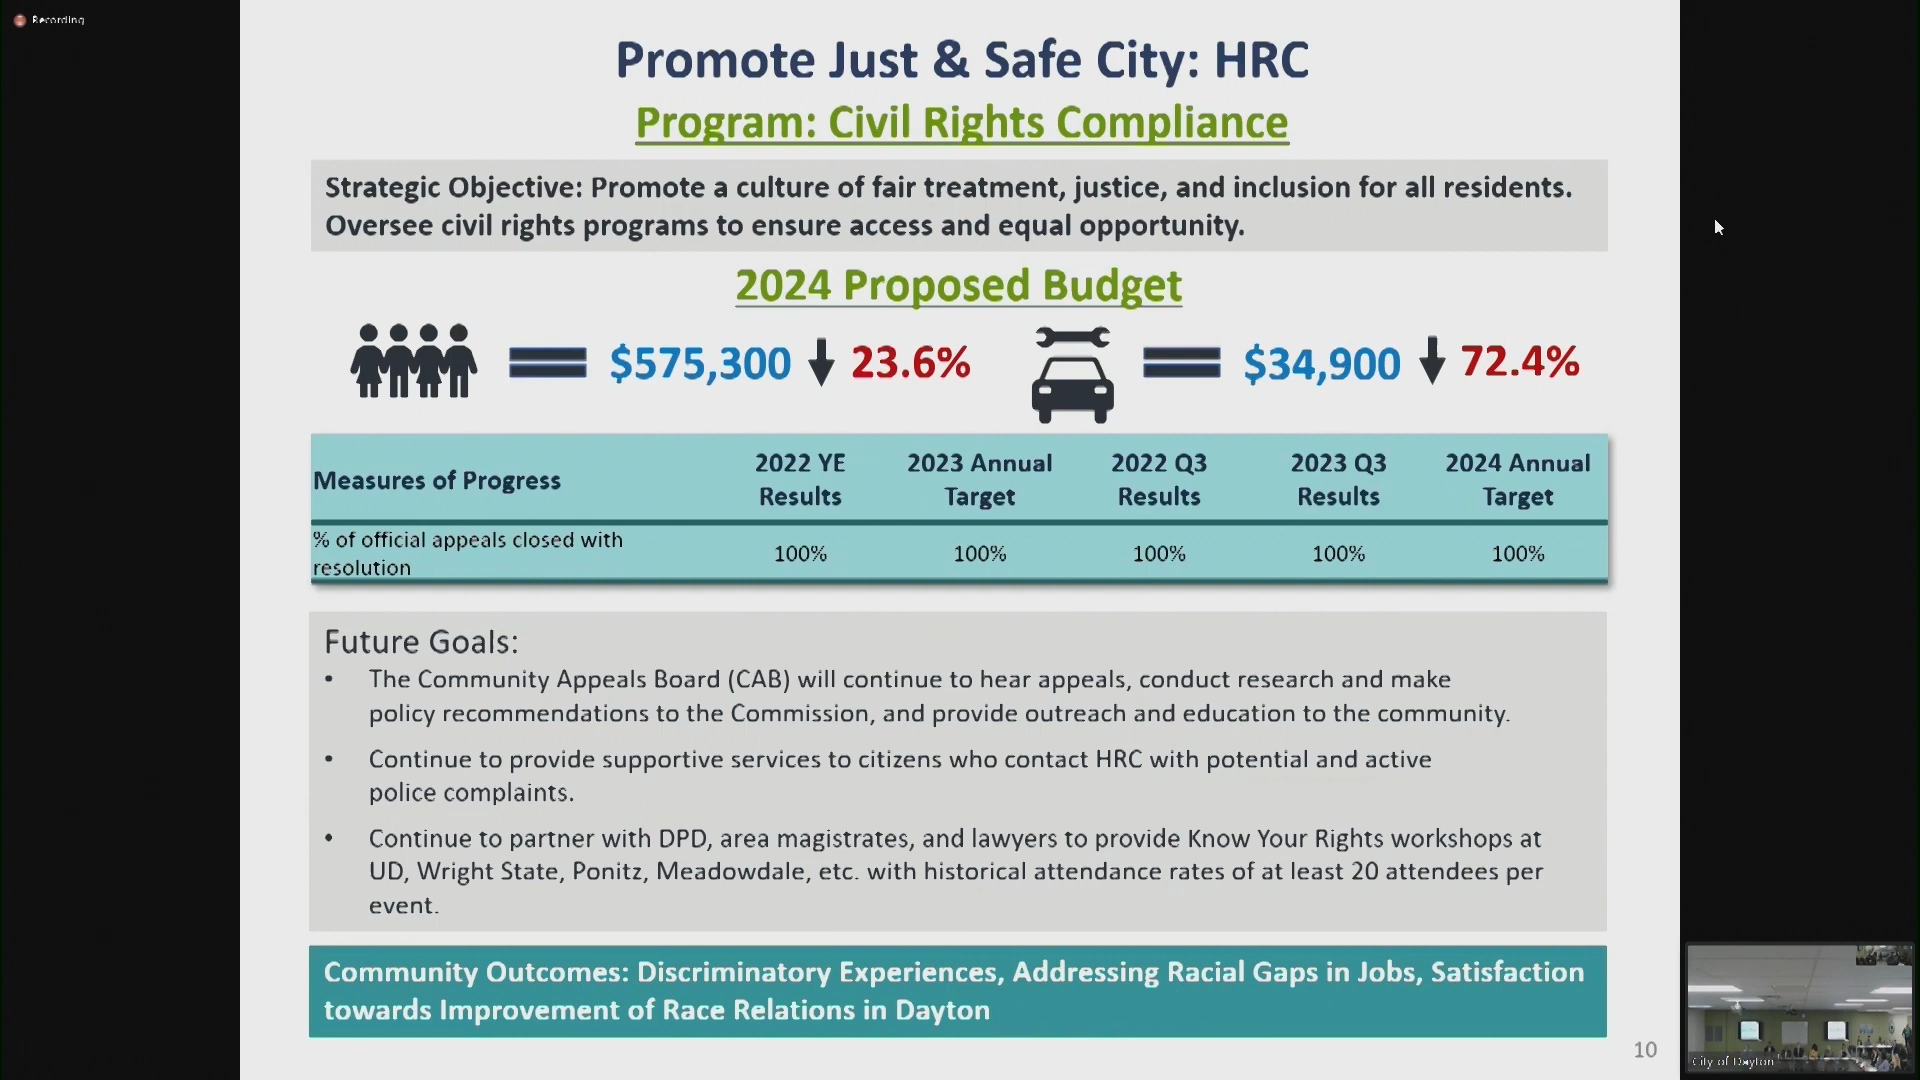 Recording
Promote Just & Safe City: HRC
Program: Civil Rights Compliance
Strategic Objective: Promote a culture of fair treatment, justice, and inclusion for all residents.
Oversee civil rights programs to ensure access and equal opportunity.
2024 Proposed Budget
$575,300 23.6% $34,900 72.4%
Measures of Progress 2022 YE Results 2023 Annual Target 2022 Q3 Results 2023 Q3 Results 2024 Annual Target
% of official appeals closed with resolution 100% 100% 100% 100% 100%
Future Goals:
• The Community Appeals Board (CAB) will continue to hear appeals, conduct research and make
policy recommendations to the Commission, and provide outreach and education to the community.
• Continue to provide supportive services to citizens who contact HRC with potential and active
police complaints.
• Continue to partner with DPD, area magistrates, and lawyers to provide Know Your Rights workshops at
UD, Wright State, Ponitz, Meadowdale, etc. with historical attendance rates of at least 20 attendees per
event.
Community Outcomes: Discriminatory Experiences, Addressing Racial Gaps in Jobs, Satisfaction
towards Improvement of Race Relations in Dayton
10
City of Dayton